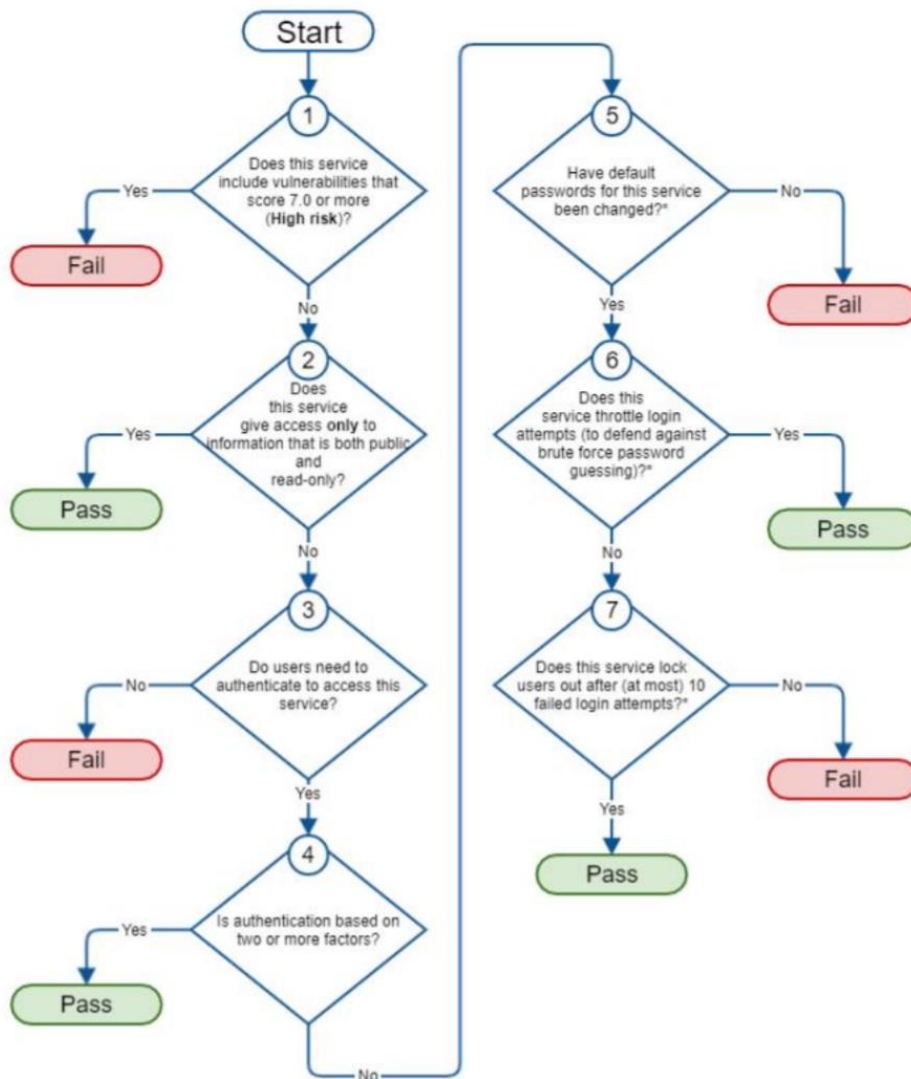 Start
1
Does this service
include vulnerabilities that
score 7.0 or more
(High risk)?
Yes
Fail
No
2
Does
this service
give access only to
information that is both public
and
read-only?
Yes
Pass
No
3
Do users need to
authenticate to access this
service?
No
Fail
Yes
4
Is authentication based on
two or more factors?
Yes
Pass
No
5
Have default
passwords for this service
been changed?*
No
Fail
Yes
6
Does this
service throttle login
attempts (to defend against
brute force password
guessing)?*
Yes
Pass
No
7
Does this service lock
users out after (at most) 10
failed login attempts?*
No
Fail
Yes
Pass